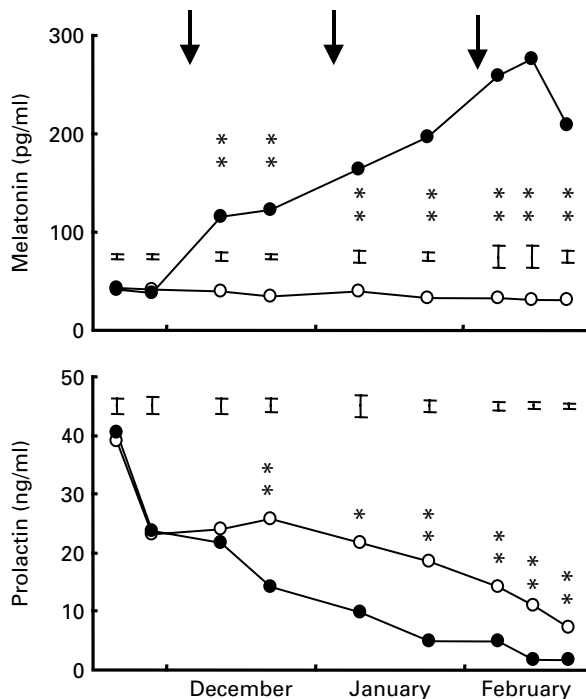 Melatonin (pg/ml)
300
200
100
0
* * * * * * *
* * * * * * *
Prolactin (ng/ml)
50
40
30
20
10
0
* * * * * *
* * * * *
December January February